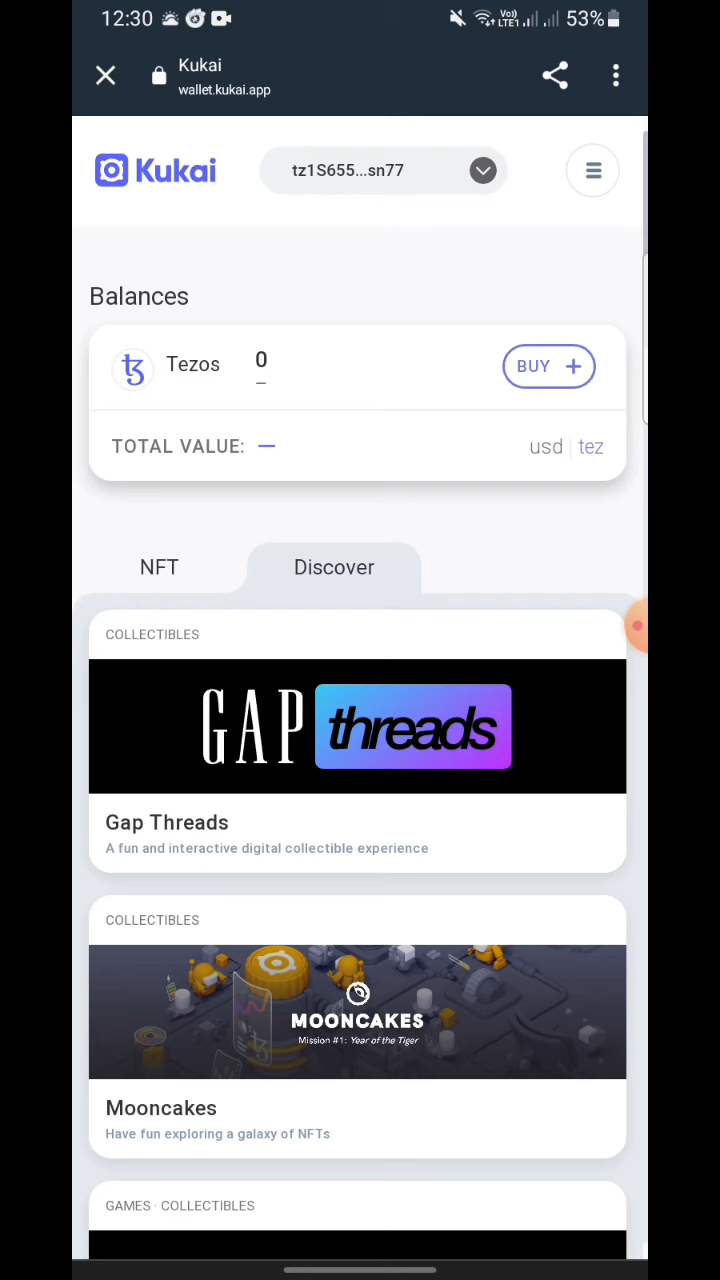 12:30
Vo)) LTE1 53%
Kukai
wallet.kukai.app
Kukai
tz1S655...sn77
Balances
Tezos 0
–
BUY +
TOTAL VALUE: –
usd | tez
NFT
Discover
COLLECTIBLES
GAP threads
Gap Threads
A fun and interactive digital collectible experience
COLLECTIBLES
MOONCAKES
Mission #1: Year of the Tiger
Mooncakes
Have fun exploring a galaxy of NFTs
GAMES · COLLECTIBLES